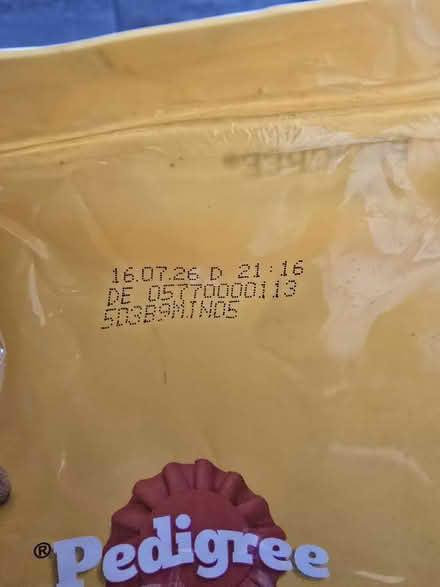 16.07.26 D 21:16
DE 05770000113
5D3B9MIN05
® Pedigree